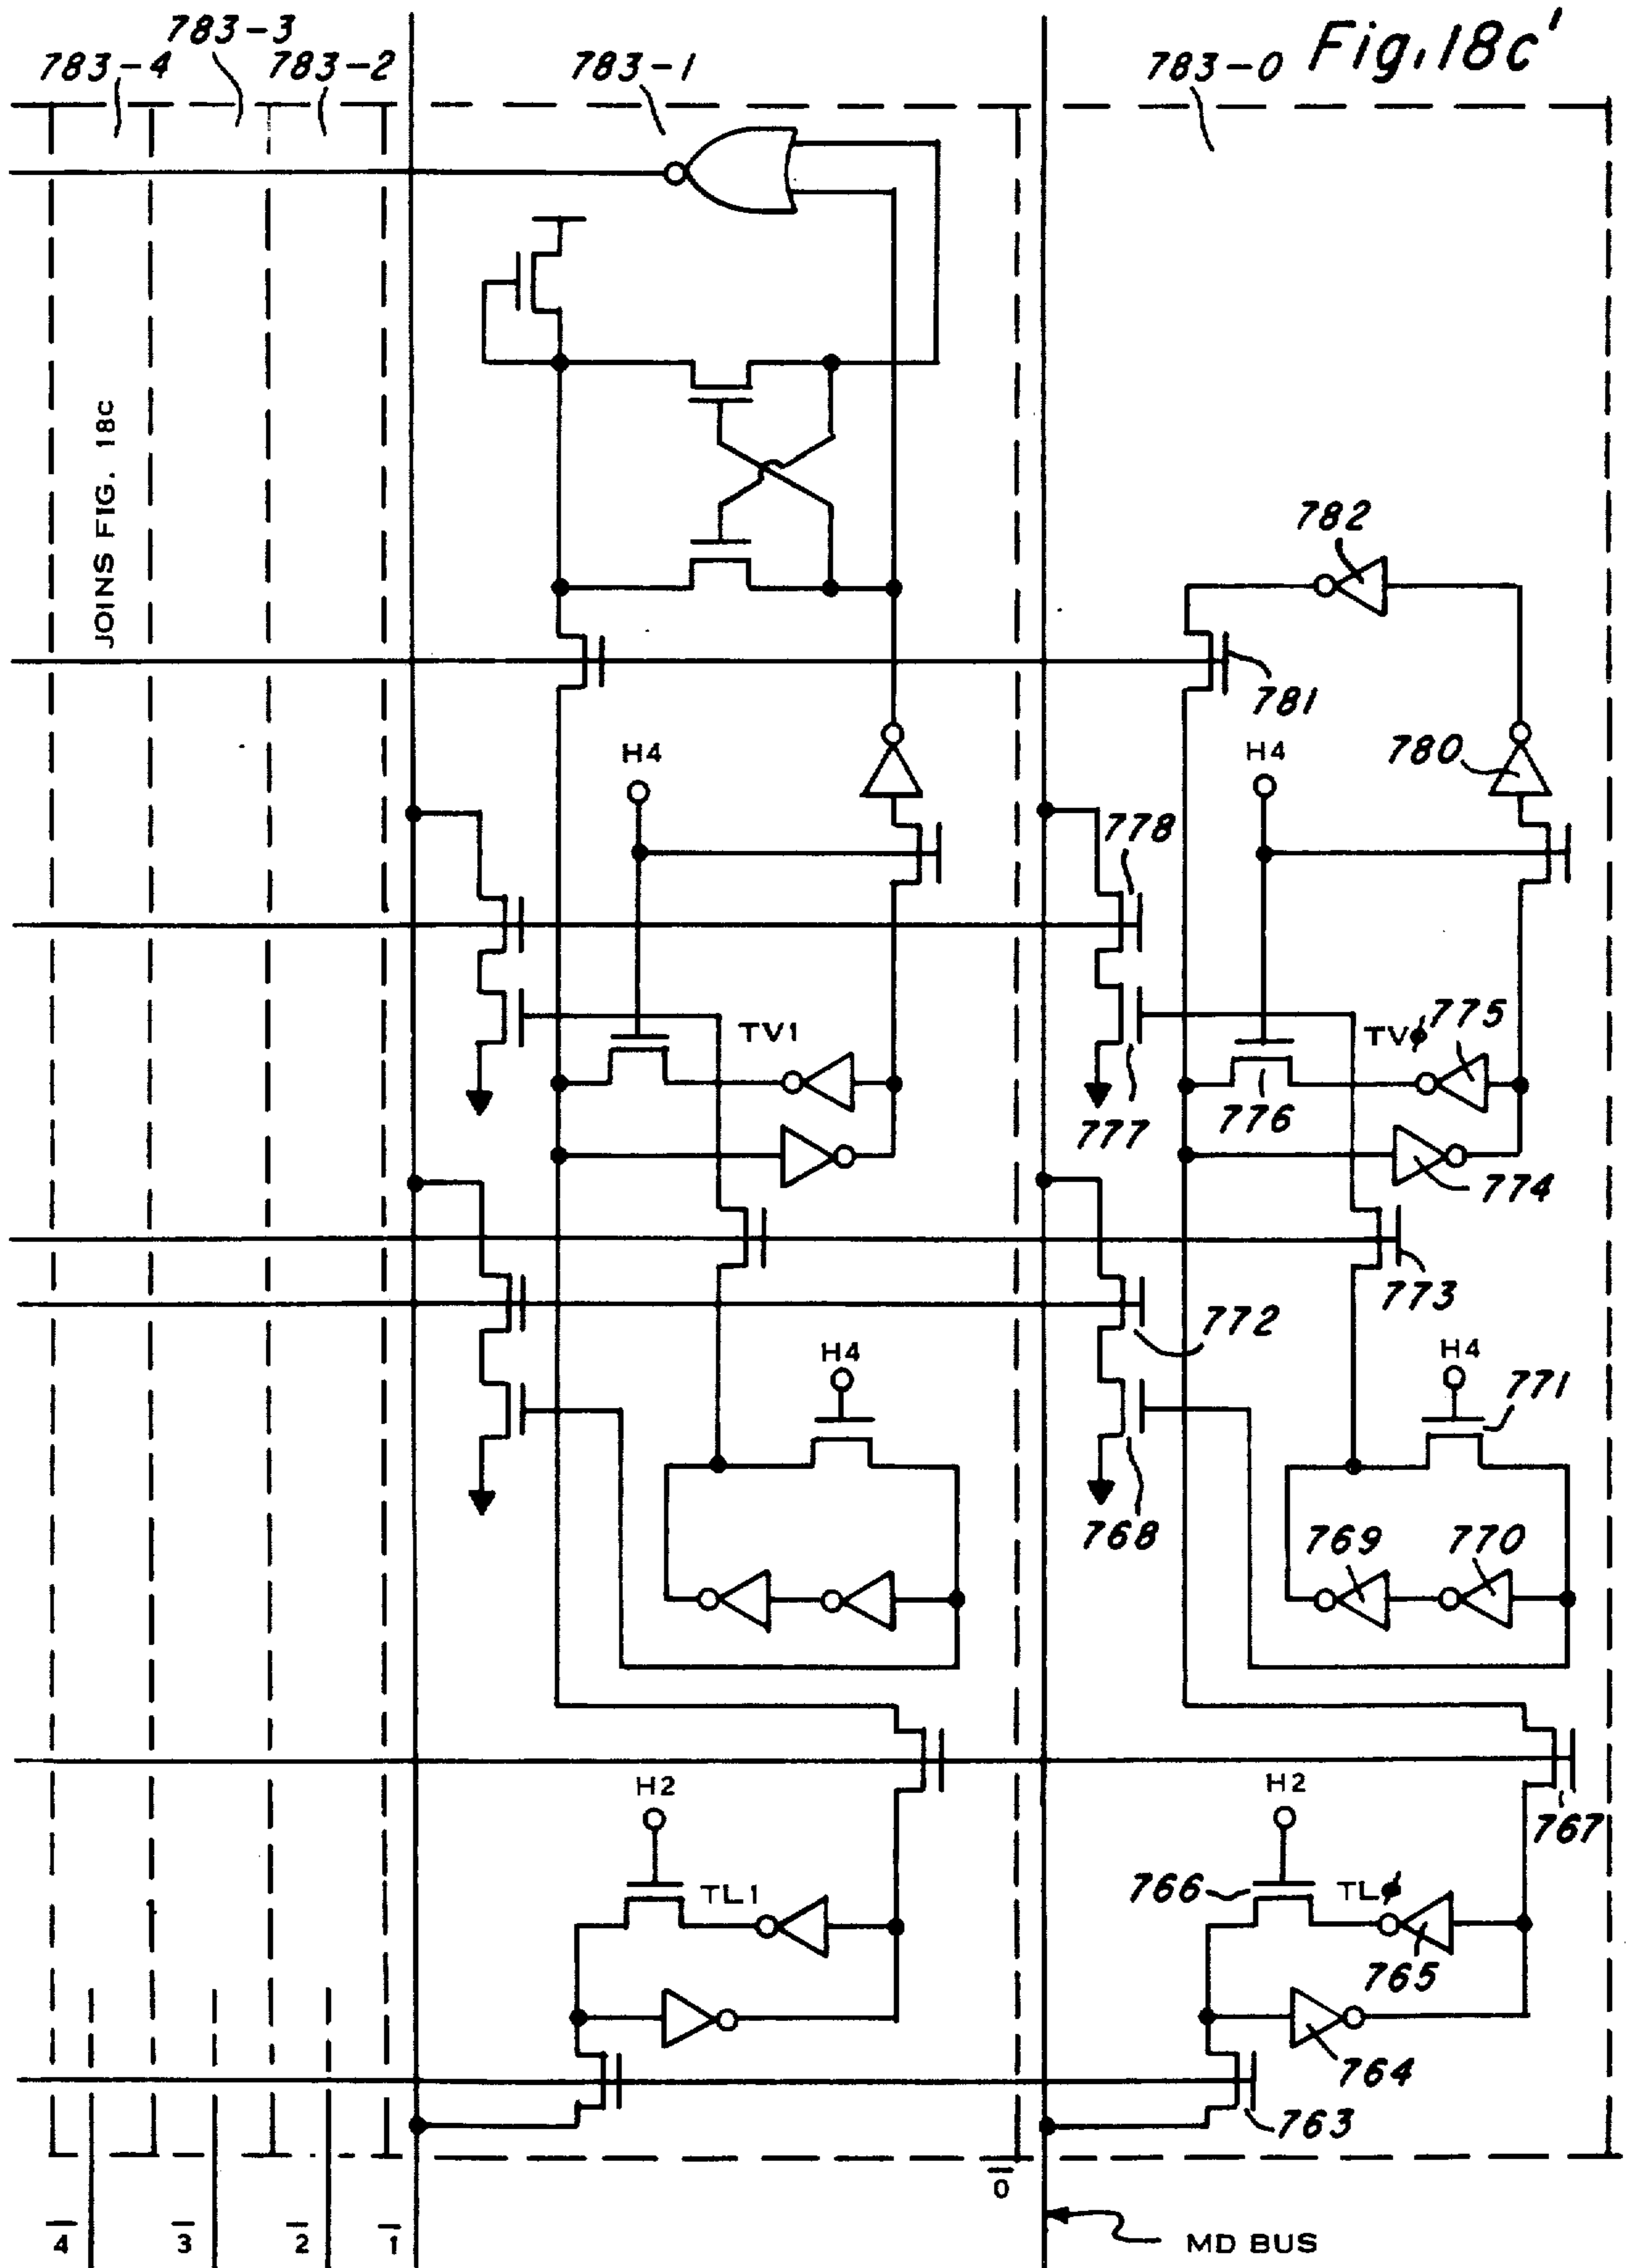 Fig. 18c'
783-4
783-3
783-2
783-1
783-0
JOINS FIG. 18C
782
781
H4
H4
780
778
TV1
TVϕ
775
777
776
774
773
772
H4
H4
771
768
769
770
H2
H2
767
766
TL1
TLϕ
765
764
763
4̅
3̅
2̅
1̅
0̅
MD BUS